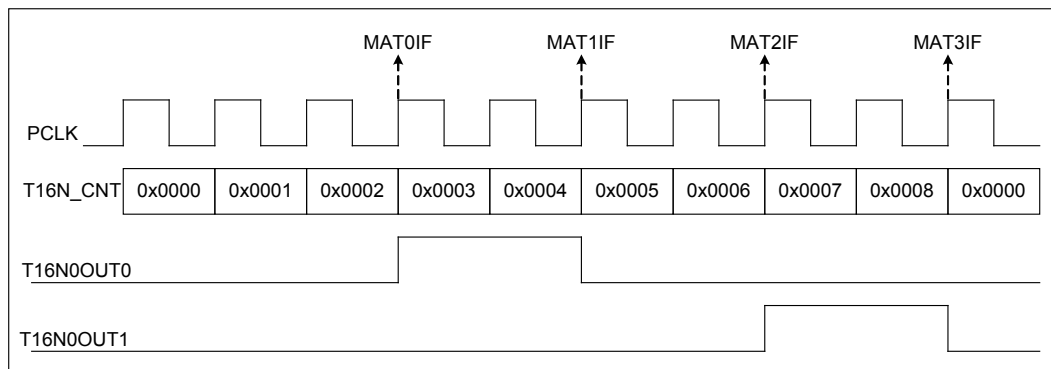 MAT0IF MAT1IF MAT2IF MAT3IF
PCLK
T16N_CNT 0x0000 0x0001 0x0002 0x0003 0x0004 0x0005 0x0006 0x0007 0x0008 0x0000
T16N0OUT0
T16N0OUT1